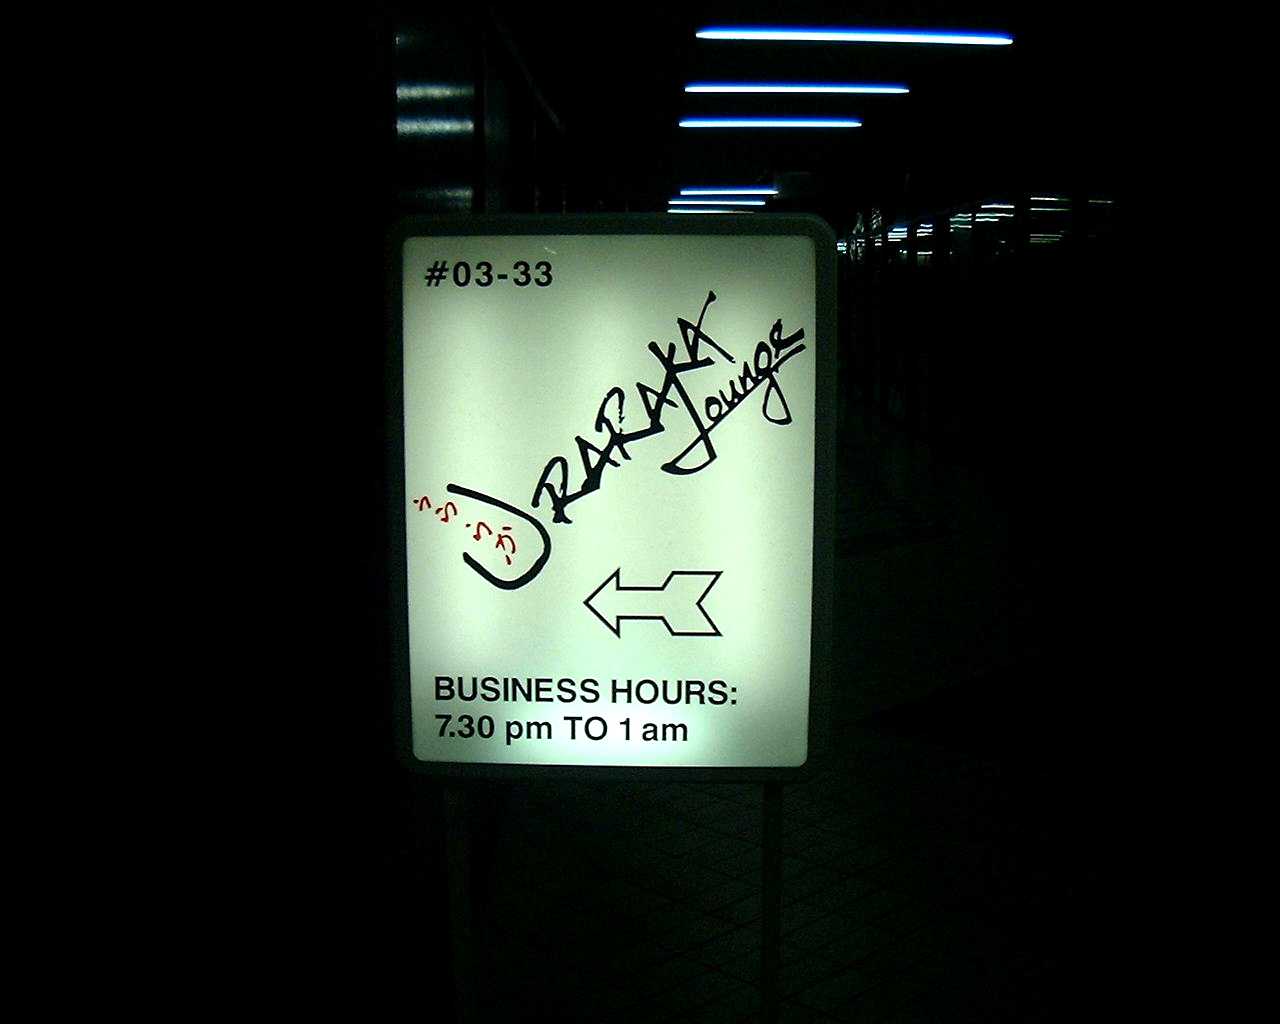 #03-33
URARAKA
Lounge
BUSINESS HOURS:
7.30 pm TO 1 am